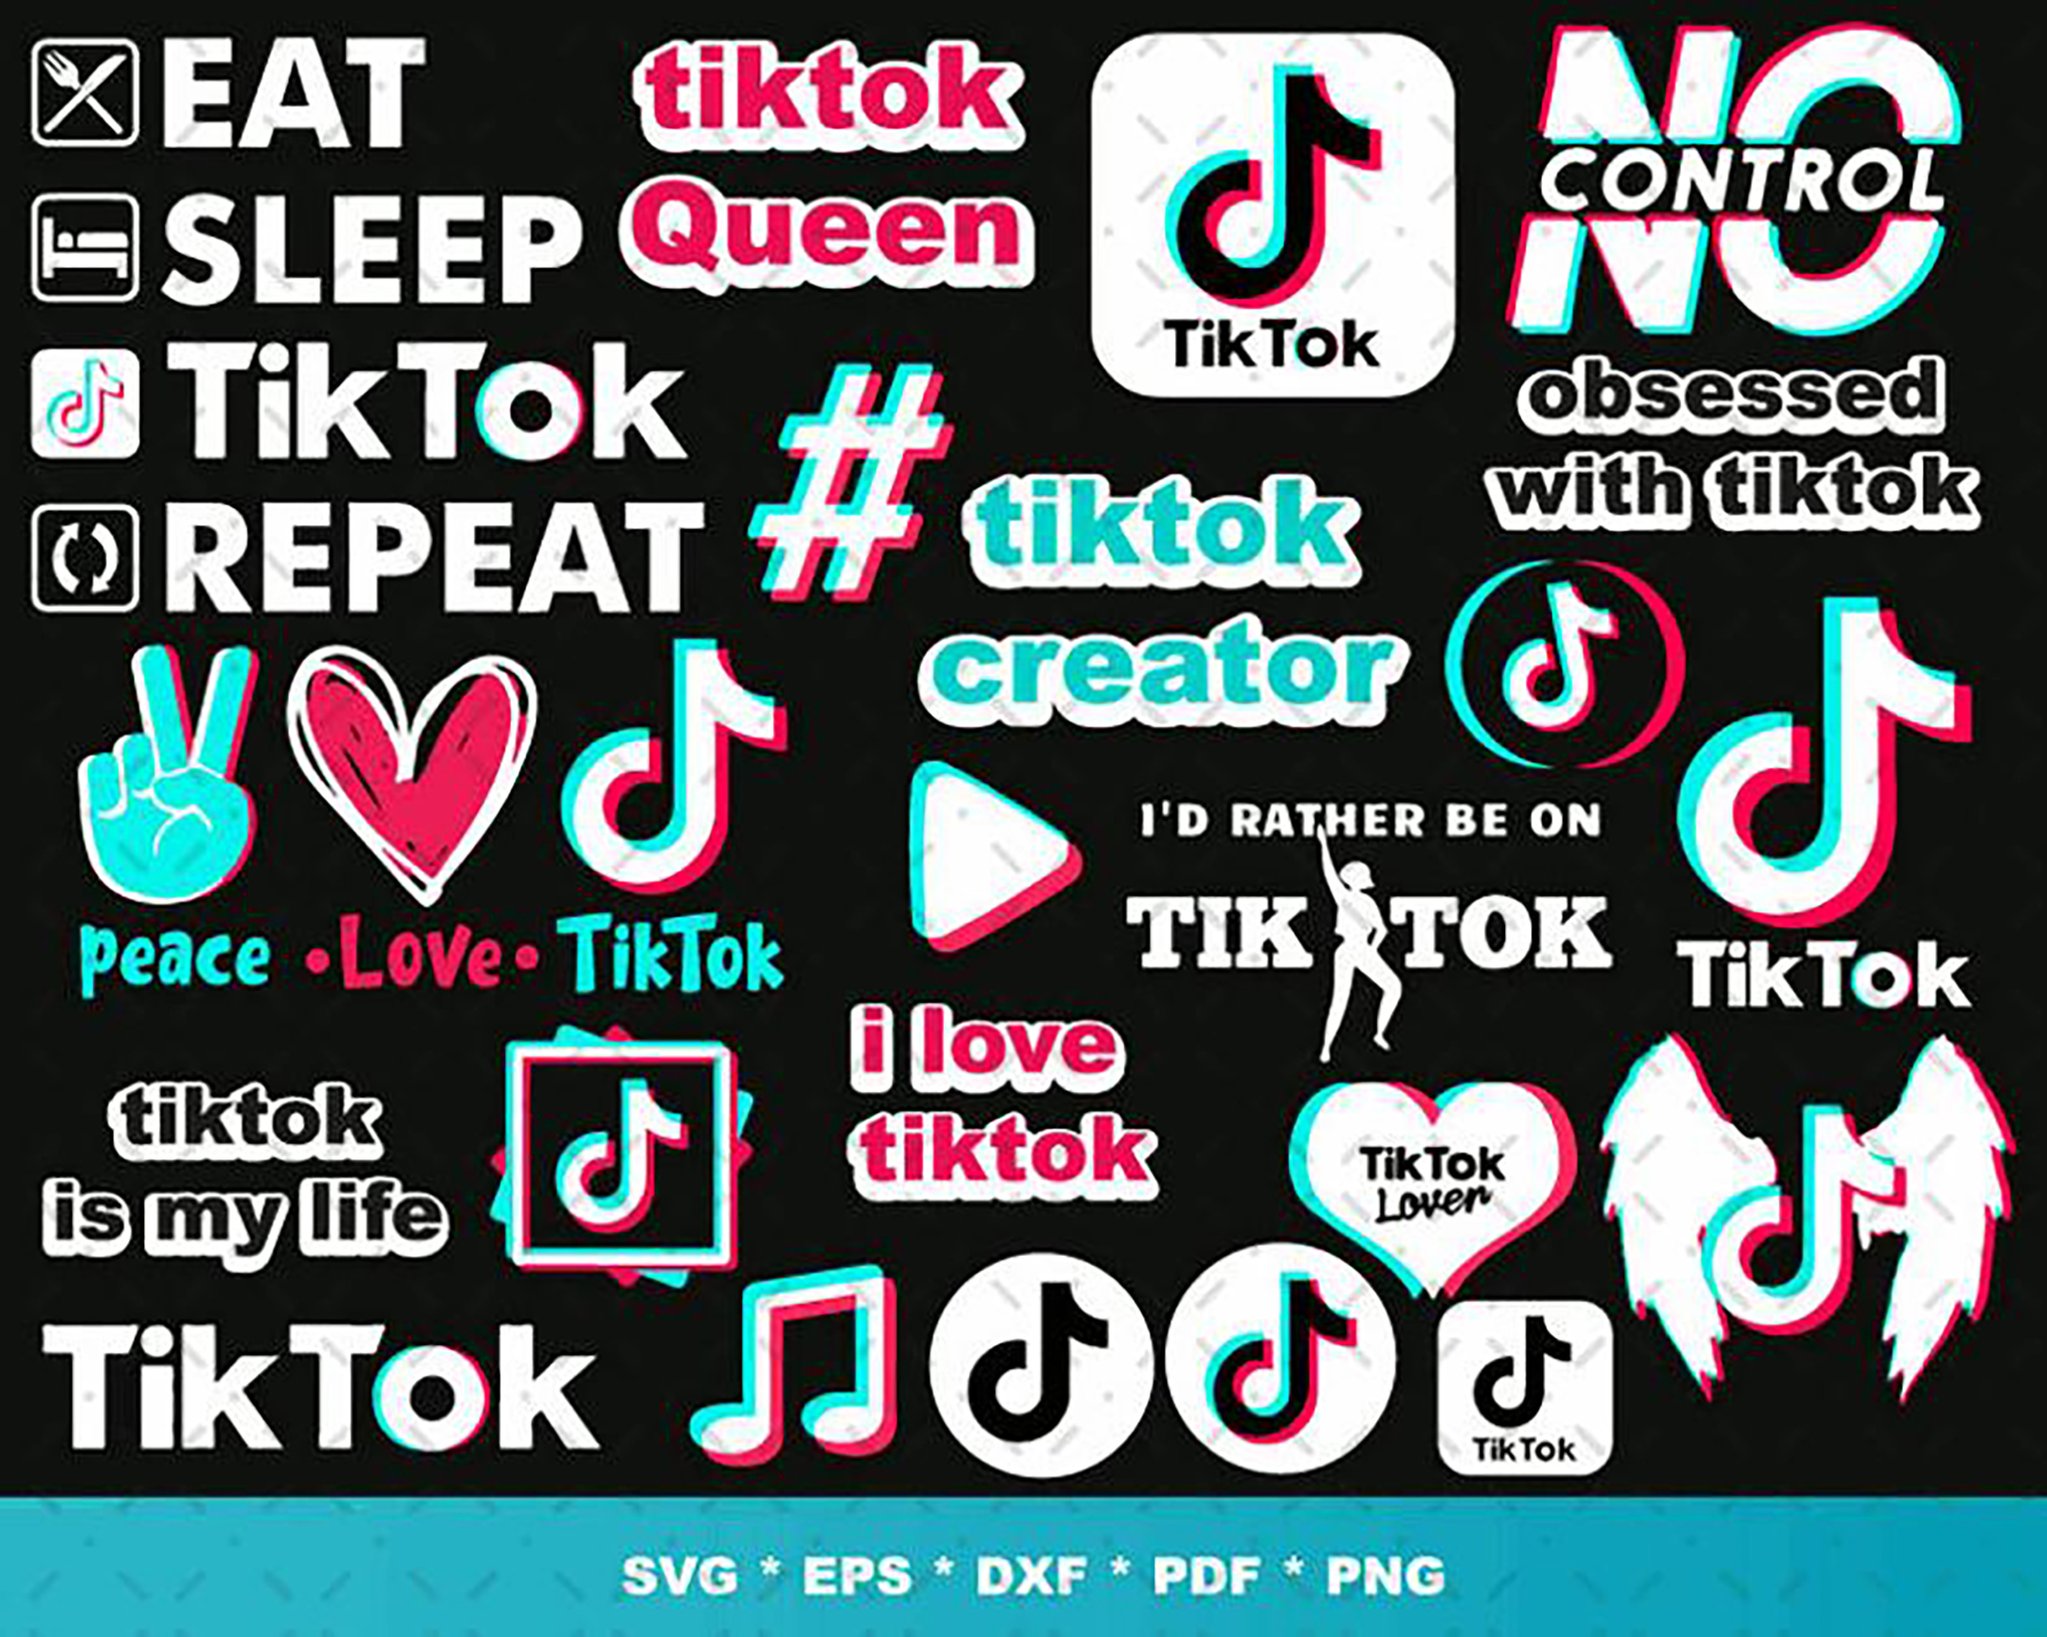 EAT
SLEEP
TikTok
REPEAT
tiktok
Queen
TikTok
NO
CONTROL
NO
#
obsessed
with tiktok
tiktok
creator
peace • Love • TikTok
I'D RATHER BE ON
TIK TOK
TikTok
tiktok
is my life
i love
tiktok
TikTok
Lover
TikTok
TikTok
SVG * EPS * DXF * PDF * PNG